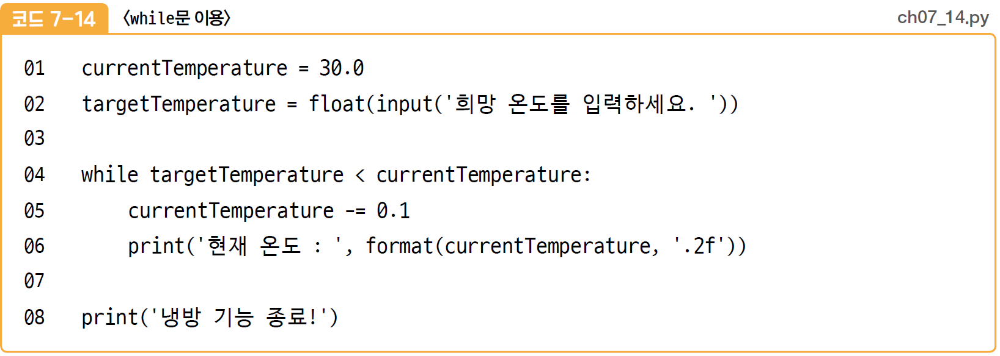 코드 7-14 〈while문 이용〉 ch07_14.py
01 currentTemperature = 30.0
02 targetTemperature = float(input('희망 온도를 입력하세요. '))
03
04 while targetTemperature < currentTemperature:
05     currentTemperature -= 0.1
06     print('현재 온도 : ', format(currentTemperature, '.2f'))
07
08 print('냉방 기능 종료!')